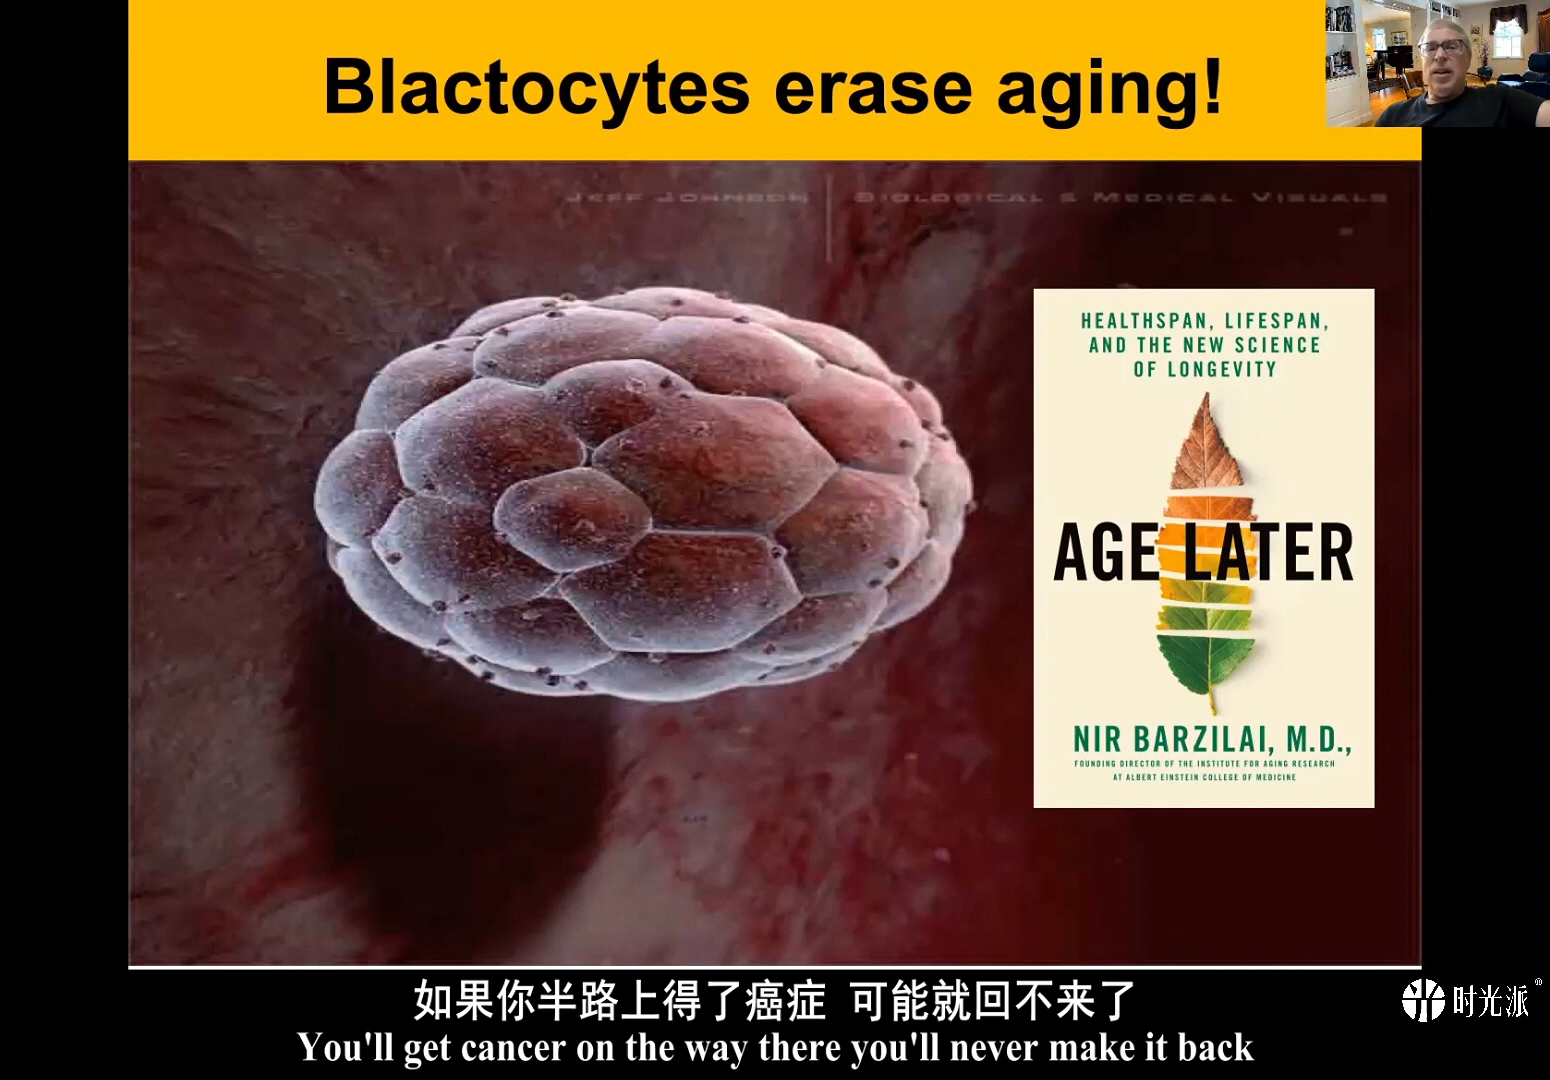 Blactocytes erase aging!
JEFF JOHNSON | BIOLOGICAL & MEDICAL VISUALS
HEALTHSPAN, LIFESPAN,
AND THE NEW SCIENCE
OF LONGEVITY
AGE LATER
NIR BARZILAI, M.D.,
FOUNDING DIRECTOR OF THE INSTITUTE FOR AGING RESEARCH
AT ALBERT EINSTEIN COLLEGE OF MEDICINE
如果你半路上得了癌症 可能就回不来了
You'll get cancer on the way there you'll never make it back
时光派®